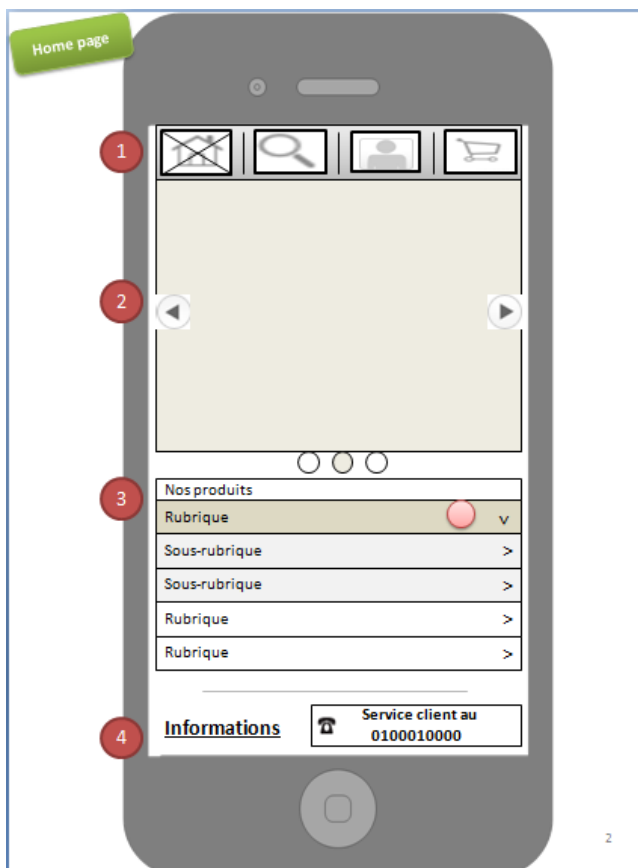 Home page
1
2
3
Nos produits
Rubrique v
Sous-rubrique >
Sous-rubrique >
Rubrique >
Rubrique >
4
Informations
Service client au
0100010000
2